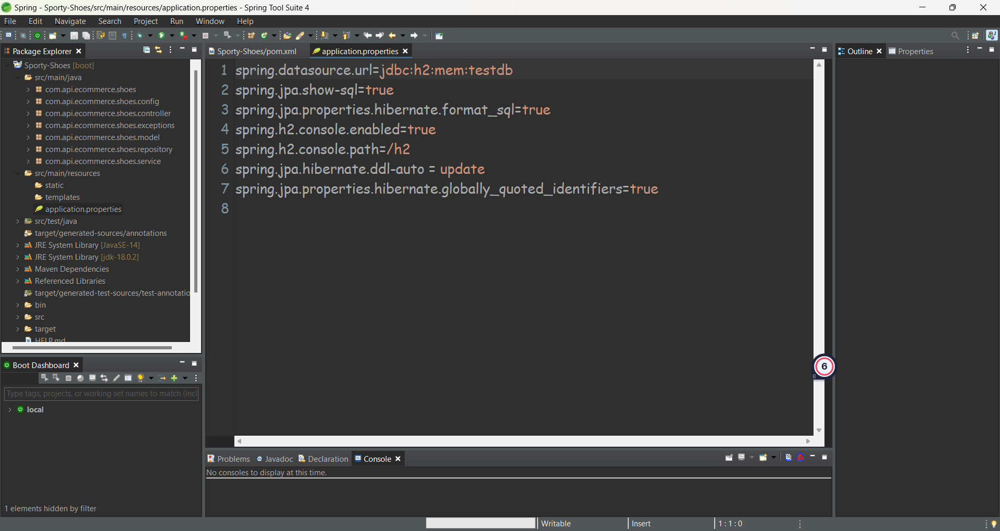 Spring - Sporty-Shoes/src/main/resources/application.properties - Spring Tool Suite 4
File Edit Navigate Search Project Run Window Help
Package Explorer
Sporty-Shoes [boot]
src/main/java
com.api.ecommerce.shoes
com.api.ecommerce.shoes.config
com.api.ecommerce.shoes.controller
com.api.ecommerce.shoes.exceptions
com.api.ecommerce.shoes.model
com.api.ecommerce.shoes.repository
com.api.ecommerce.shoes.service
src/main/resources
static
templates
application.properties
src/test/java
target/generated-sources/annotations
JRE System Library [JavaSE-14]
JRE System Library [jdk-18.0.2]
Maven Dependencies
Referenced Libraries
target/generated-test-sources/test-annotatio
bin
src
target
HELP.md
Boot Dashboard
Type tags, projects, or working set names to match (incl
local
1 elements hidden by filter
Sporty-Shoes/pom.xml application.properties
1 spring.datasource.url=jdbc:h2:mem:testdb
2 spring.jpa.show-sql=true
3 spring.jpa.properties.hibernate.format_sql=true
4 spring.h2.console.enabled=true
5 spring.h2.console.path=/h2
6 spring.jpa.hibernate.ddl-auto = update
7 spring.jpa.properties.hibernate.globally_quoted_identifiers=true
8
6
Problems Javadoc Declaration Console
No consoles to display at this time.
Outline Properties
Writable Insert 1 : 1 : 0